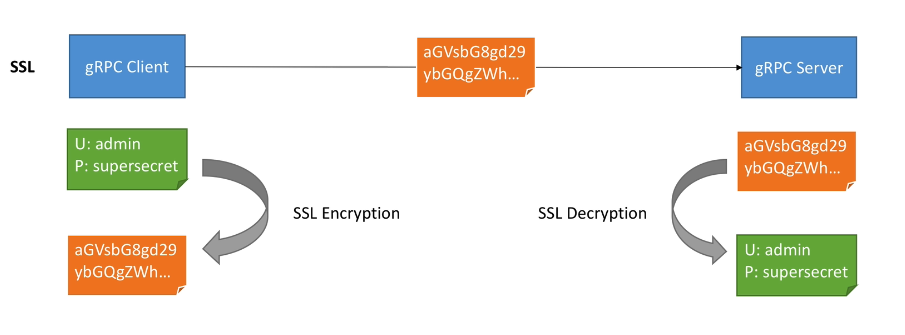 SSL
gRPC Client
aGVsbG8gd29
ybGQgZWh...
gRPC Server
U: admin
P: supersecret
aGVsbG8gd29
ybGQgZWh...
SSL Encryption
SSL Decryption
aGVsbG8gd29
ybGQgZWh...
U: admin
P: supersecret